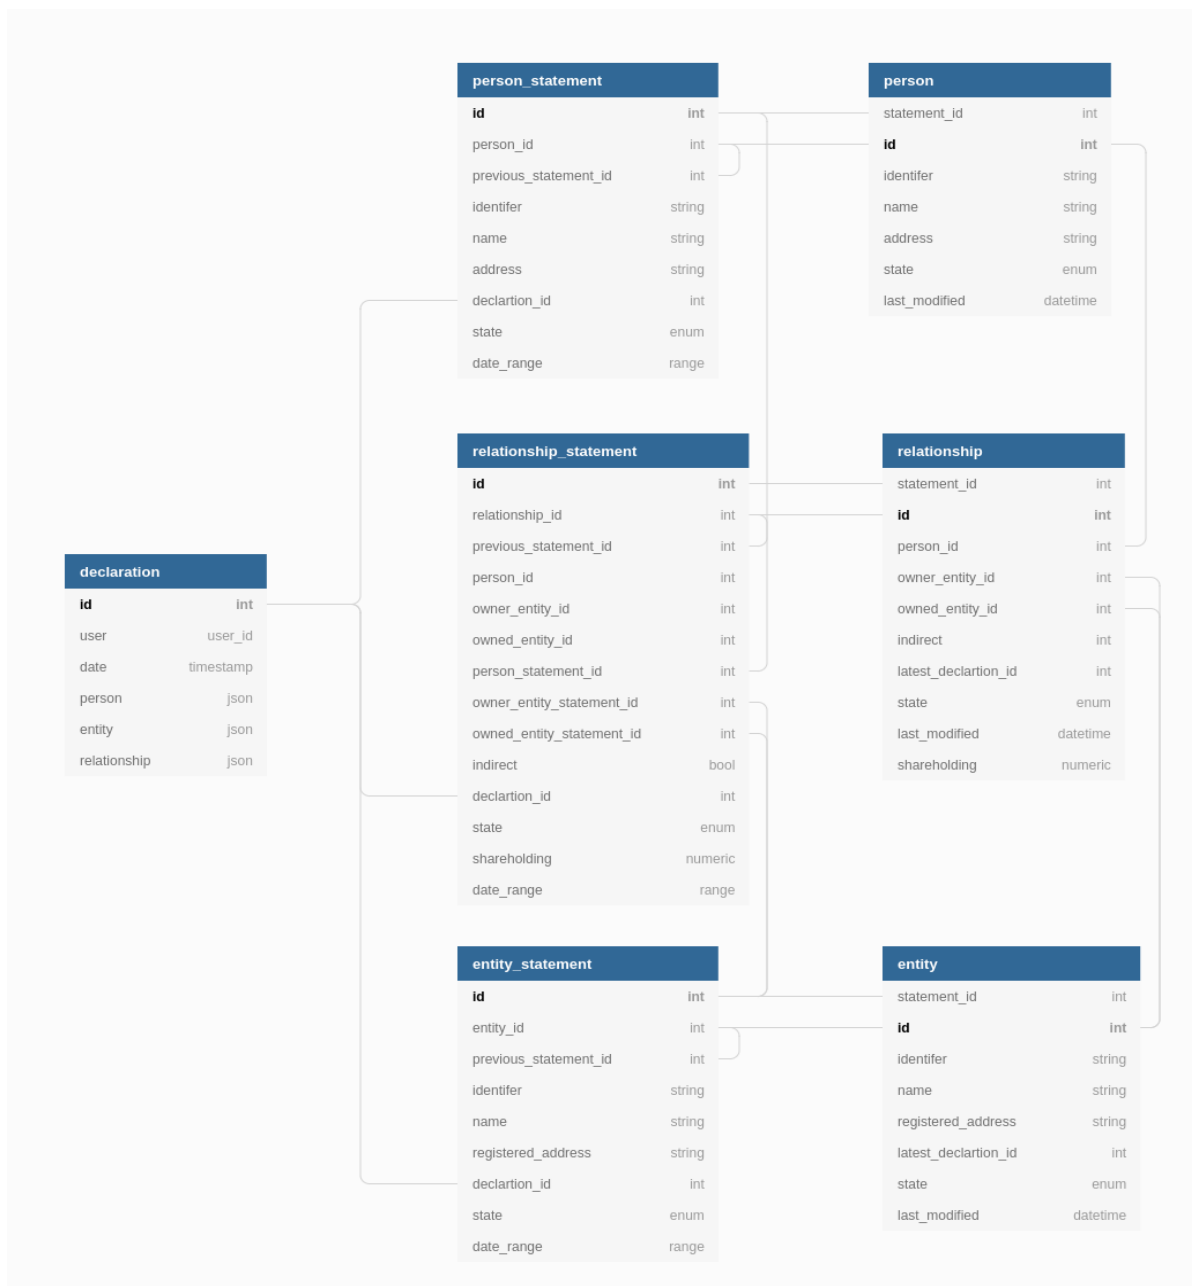 person_statement
id int
person_id int
previous_statement_id int
identifer string
name string
address string
declartion_id int
state enum
date_range range
person
statement_id int
id int
identifer string
name string
address string
state enum
last_modified datetime
relationship_statement
id int
relationship_id int
previous_statement_id int
person_id int
owner_entity_id int
owned_entity_id int
person_statement_id int
owner_entity_statement_id int
owned_entity_statement_id int
indirect bool
declartion_id int
state enum
shareholding numeric
date_range range
relationship
statement_id int
id int
person_id int
owner_entity_id int
owned_entity_id int
indirect int
latest_declartion_id int
state enum
last_modified datetime
shareholding numeric
declaration
id int
user user_id
date timestamp
person json
entity json
relationship json
entity_statement
id int
entity_id int
previous_statement_id int
identifer string
name string
registered_address string
declartion_id int
state enum
date_range range
entity
statement_id int
id int
identifer string
name string
registered_address string
latest_declartion_id int
state enum
last_modified datetime